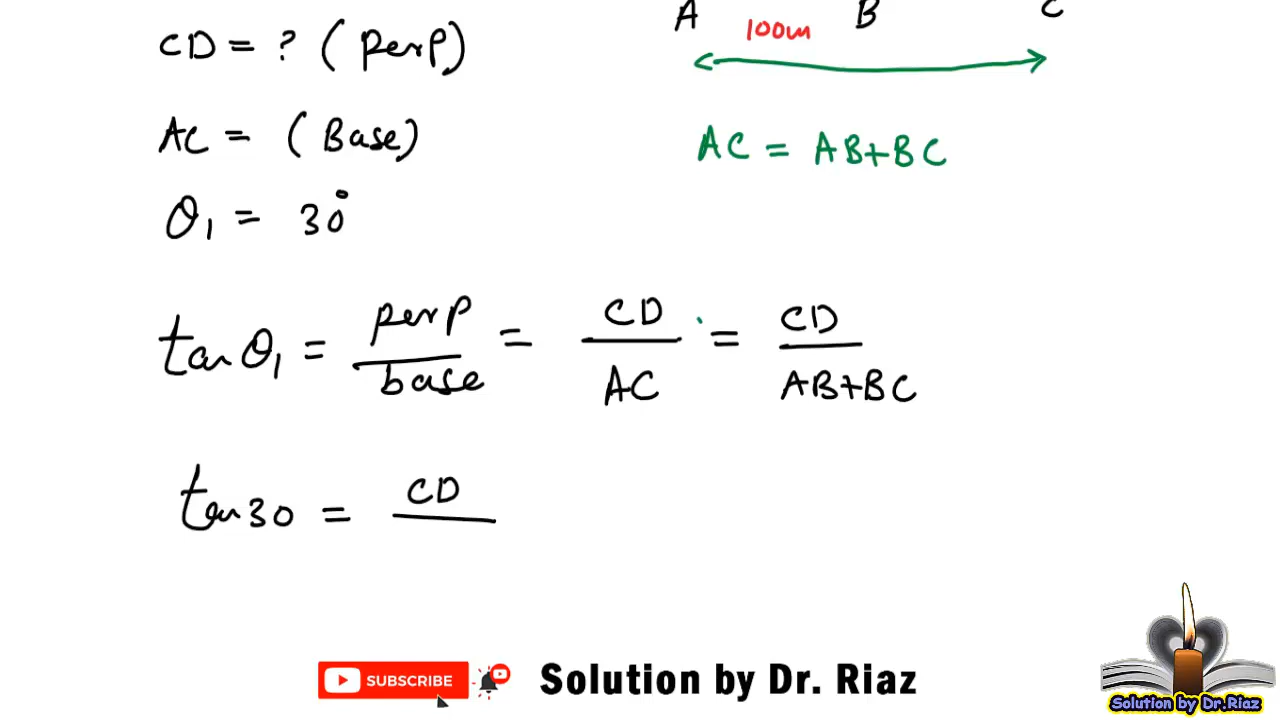 A 100m B C
CD = ? (perp)
AC = (Base)
AC = AB+BC
θ₁ = 30°
tanθ₁ = perp/base = CD/AC = CD/AB+BC
tan30 = CD
SUBSCRIBE
Solution by Dr. Riaz
Solution by Dr.Riaz